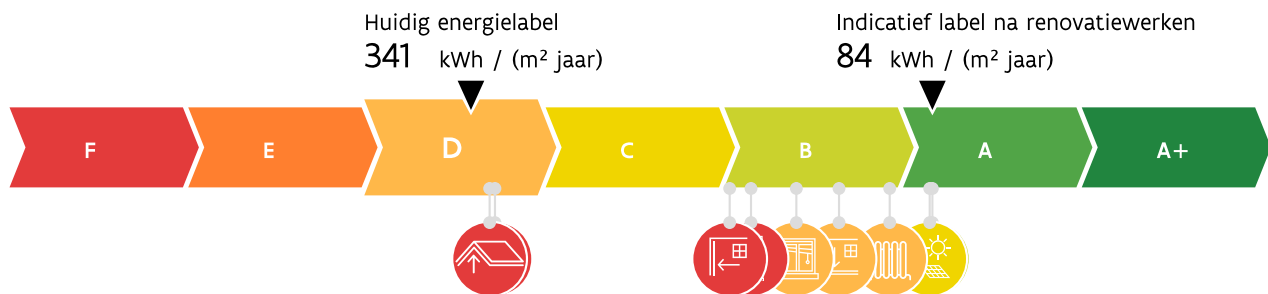 Huidig energielabel
341 kWh / (m² jaar)
Indicatief label na renovatiewerken
84 kWh / (m² jaar)
F E D C B A A+